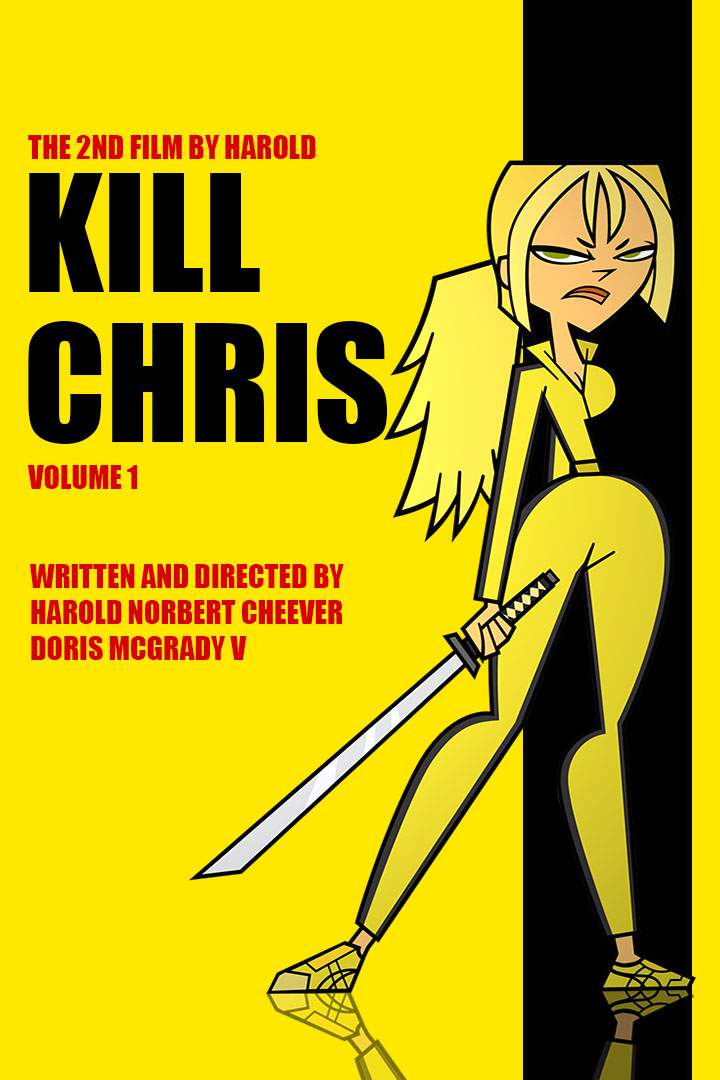 THE 2ND FILM BY HAROLD
KILL
CHRIS
VOLUME 1
WRITTEN AND DIRECTED BY
HAROLD NORBERT CHEEVER
DORIS MCGRADY V